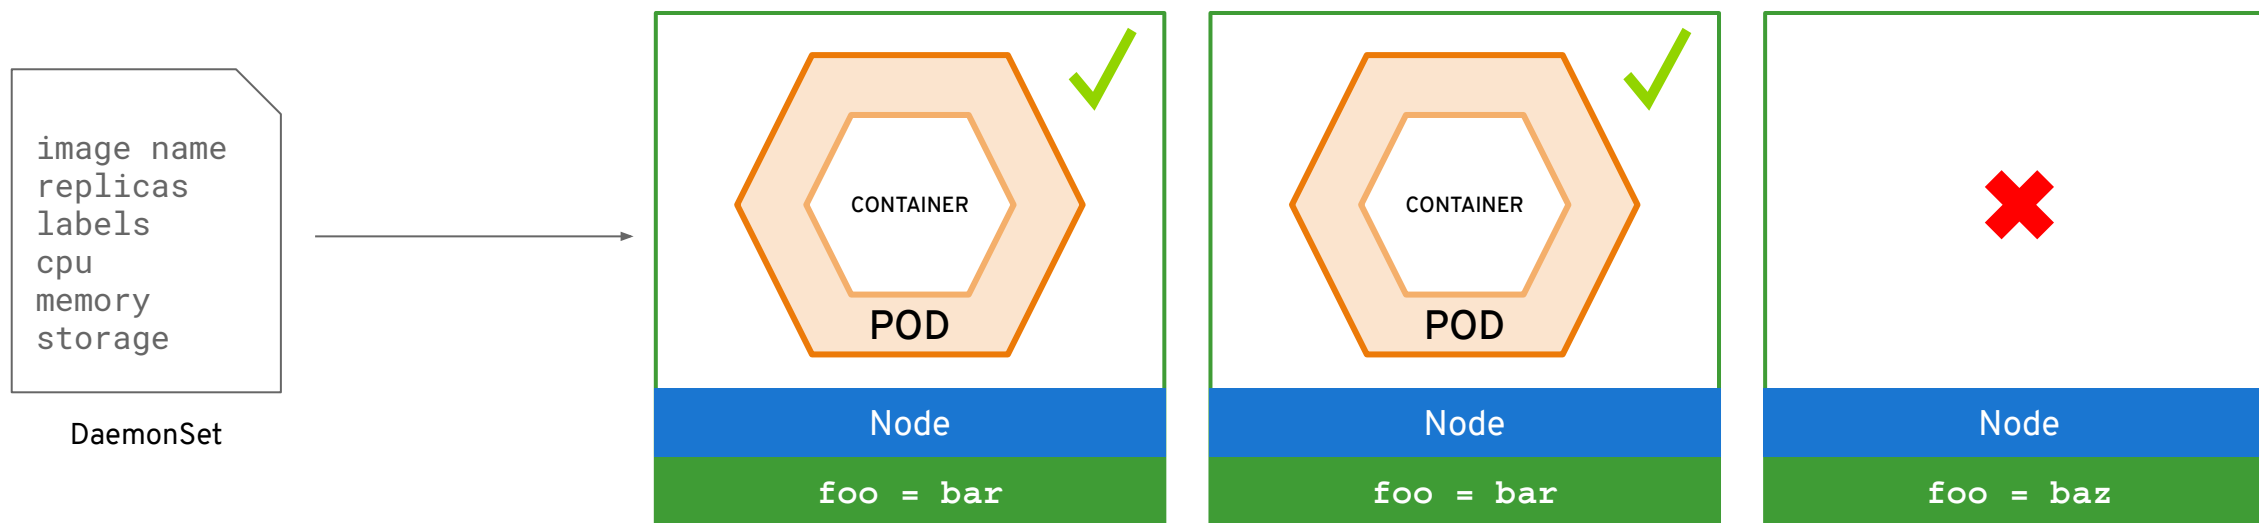 image name
replicas
labels
cpu
memory
storage
DaemonSet
CONTAINER
POD
Node
foo = bar
CONTAINER
POD
Node
foo = bar
Node
foo = baz